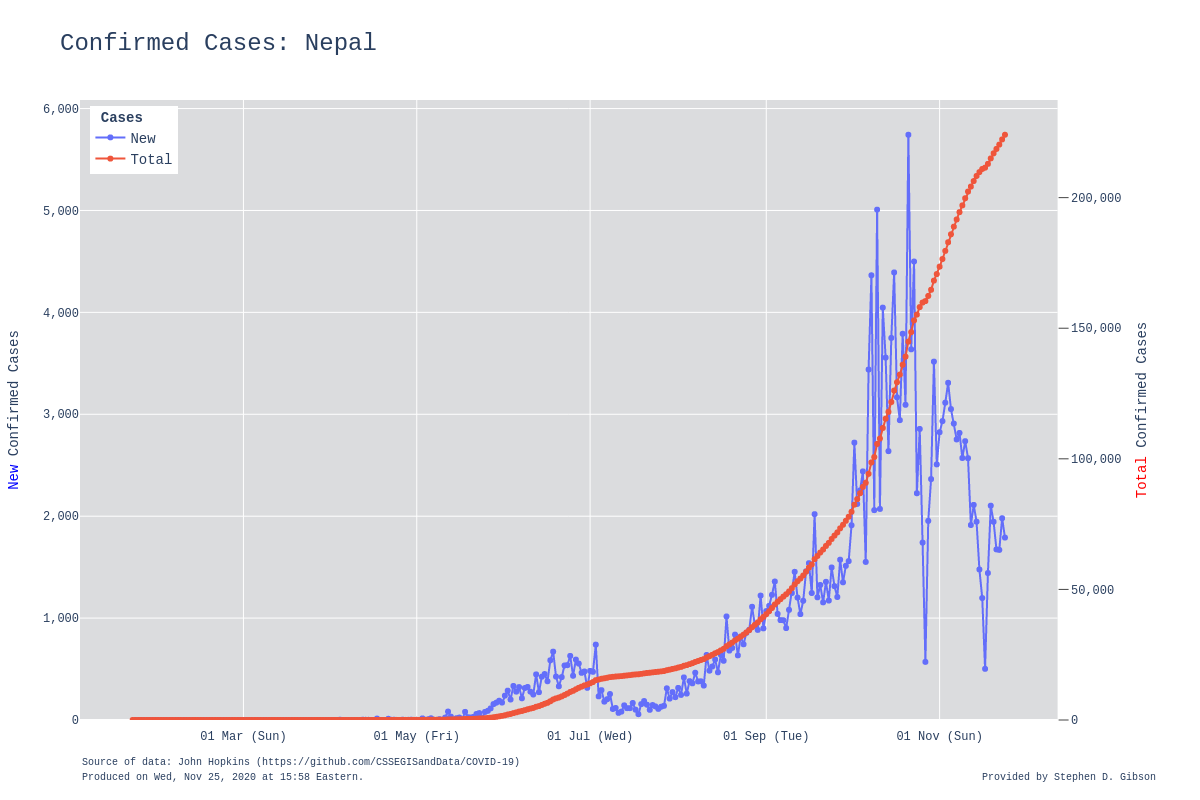 Confirmed Cases: Nepal
Cases
New
Total
6,000
5,000
4,000
3,000
2,000
1,000
0
New Confirmed Cases
200,000
150,000
100,000
50,000
0
Total Confirmed Cases
01 Mar (Sun) 01 May (Fri) 01 Jul (Wed) 01 Sep (Tue) 01 Nov (Sun)
Source of data: John Hopkins (https://github.com/CSSEGISandData/COVID-19)
Produced on Wed, Nov 25, 2020 at 15:58 Eastern.
Provided by Stephen D. Gibson